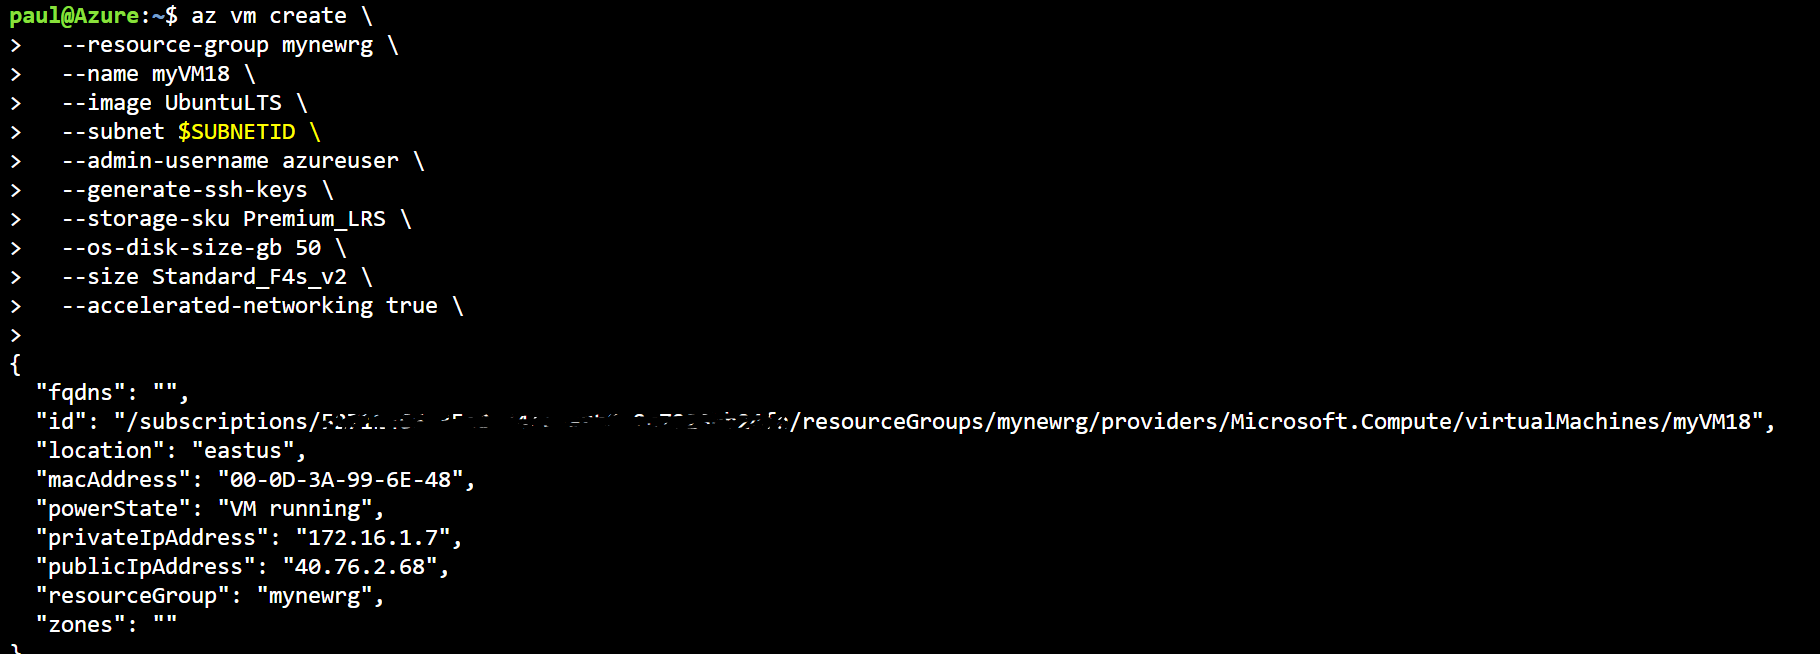 paul@Azure:~$ az vm create \
>   --resource-group mynewrg \
>   --name myVM18 \
>   --image UbuntuLTS \
>   --subnet $SUBNETID \
>   --admin-username azureuser \
>   --generate-ssh-keys \
>   --storage-sku Premium_LRS \
>   --os-disk-size-gb 50 \
>   --size Standard_F4s_v2 \
>   --accelerated-networking true \
>
{
  "fqdns": "",
  "id": "/subscriptions/ /resourceGroups/mynewrg/providers/Microsoft.Compute/virtualMachines/myVM18",
  "location": "eastus",
  "macAddress": "00-0D-3A-99-6E-48",
  "powerState": "VM running",
  "privateIpAddress": "172.16.1.7",
  "publicIpAddress": "40.76.2.68",
  "resourceGroup": "mynewrg",
  "zones": ""
}